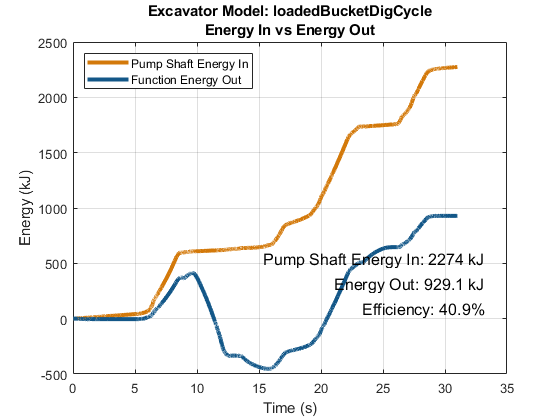 Excavator Model: loadedBucketDigCycle
Energy In vs Energy Out
Pump Shaft Energy In
Function Energy Out
2500
2000
1500
1000
500
0
-500
Energy (kJ)
Pump Shaft Energy In: 2274 kJ
Energy Out: 929.1 kJ
Efficiency: 40.9%
0 5 10 15 20 25 30 35
Time (s)